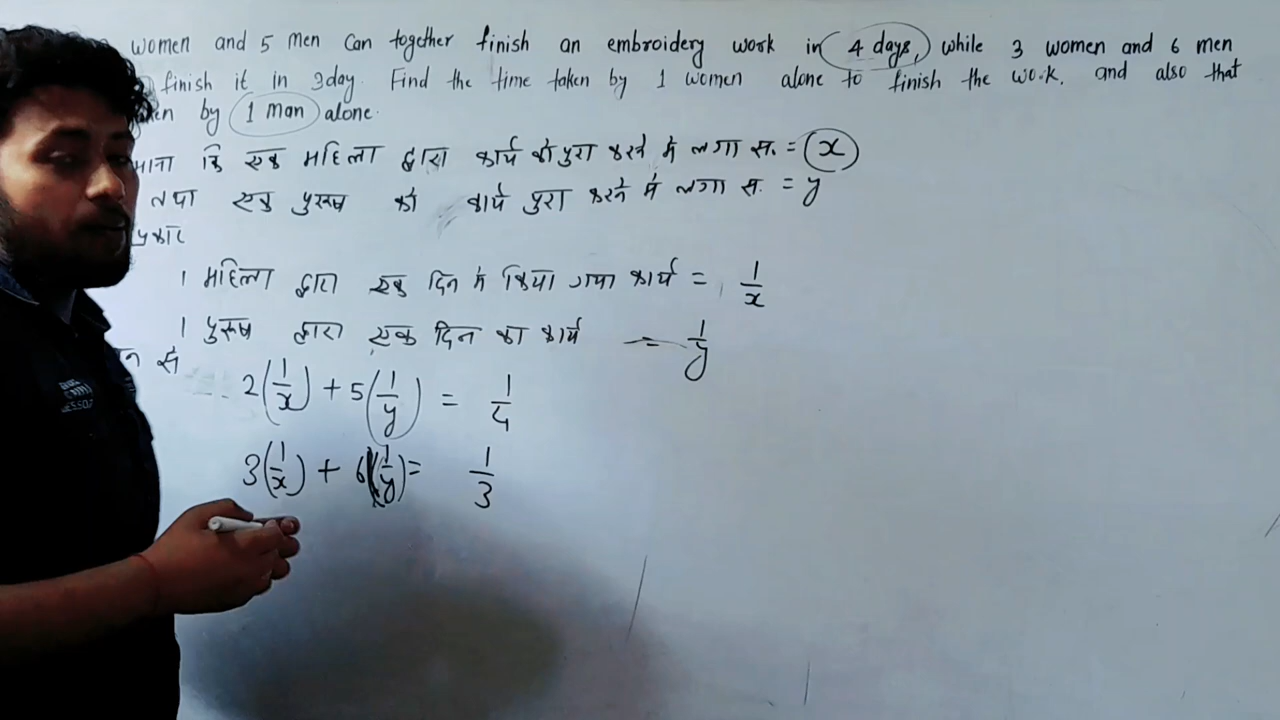 women and 5 men can together finish an embroidery work in 4 days, while 3 women and 6 men
finish it in 3day. Find the time taken by 1 women alone to finish the work. and also that
by 1 man alone.
माना कि एक महिला द्वारा कार्य को पुरा करने मे लगा स. = x
तथा एक पुरूष को कार्य पुरा करने मे लगा स. = y
प्रकार
1 महिला द्वारा एक दिन मे किया गया कार्य = 1/x
1 पुरूष द्वारा एक दिन का कार्य = 1/y
से
2(1/x) + 5(1/y) = 1/4
3(1/x) + 6(1/y) = 1/3